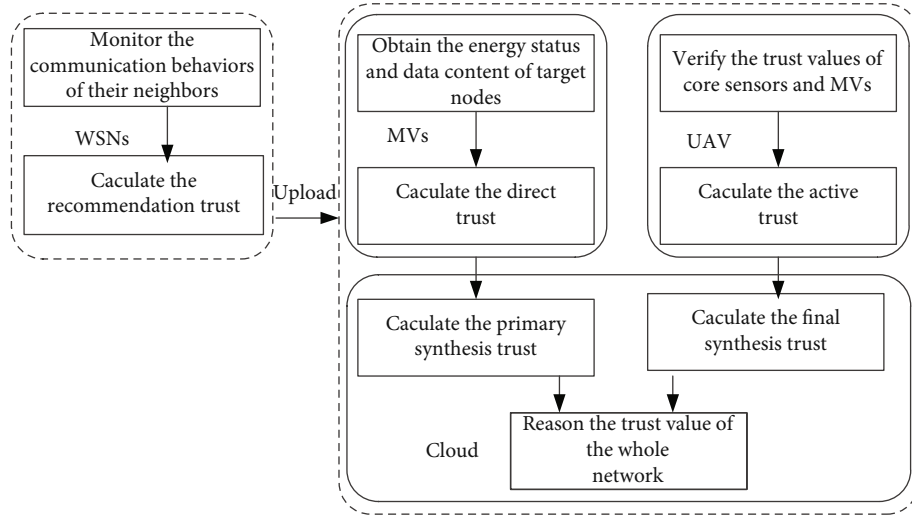 Monitor the
communication behaviors
of their neighbors
WSNs
Caculate the
recommendation trust
Upload
Obtain the energy status
and data content of target
nodes
MVs
Caculate the direct
trust
Verify the trust values of
core sensors and MVs
UAV
Caculate the active
trust
Caculate the primary
synthesis trust
Caculate the final
synthesis trust
Cloud
Reason the trust value of
the whole
network